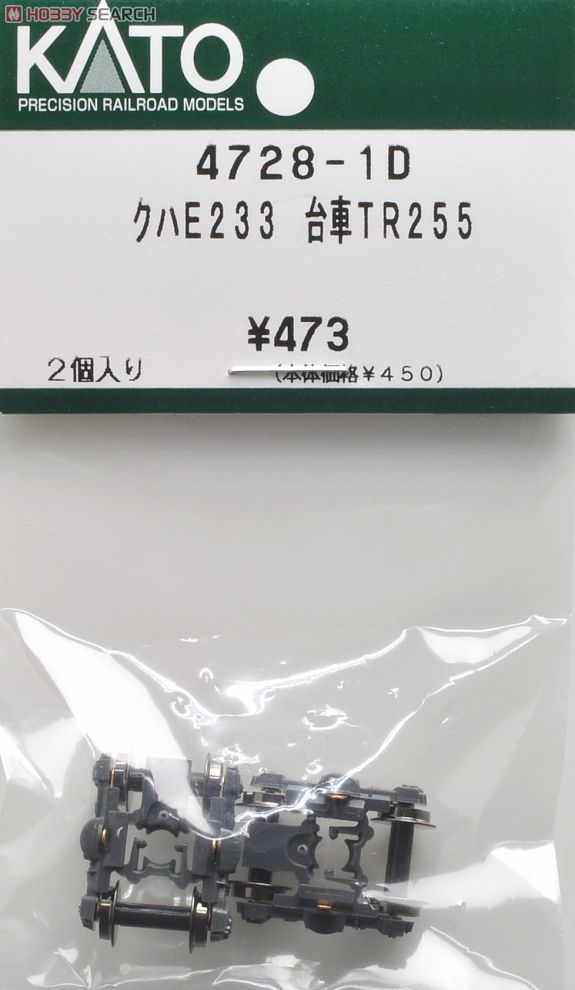 HOBBY SEARCH
KATO
PRECISION RAILROAD MODELS
4728-1D
クハE233 台車TR255
¥473
2個入り (本体価格¥450)